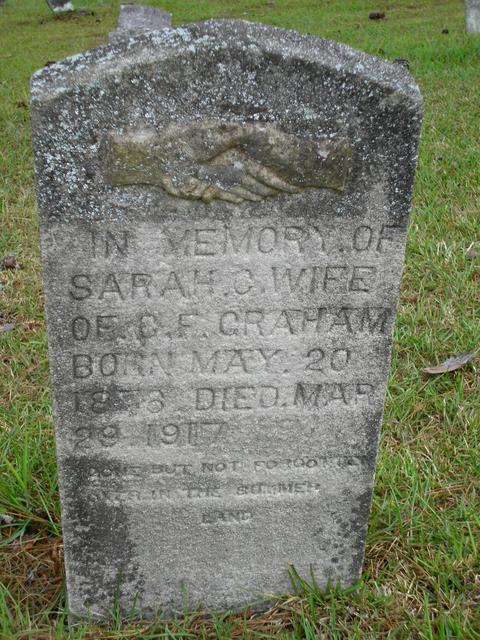 IN MEMORY. OF
SARAH. C. WIFE
OF. C. F. GRAHAM
BORN MAY. 20
DIED. MAR
29 1917
GONE BUT NOT FORGOTTEN
OVER IN THE SUMMER
LAND